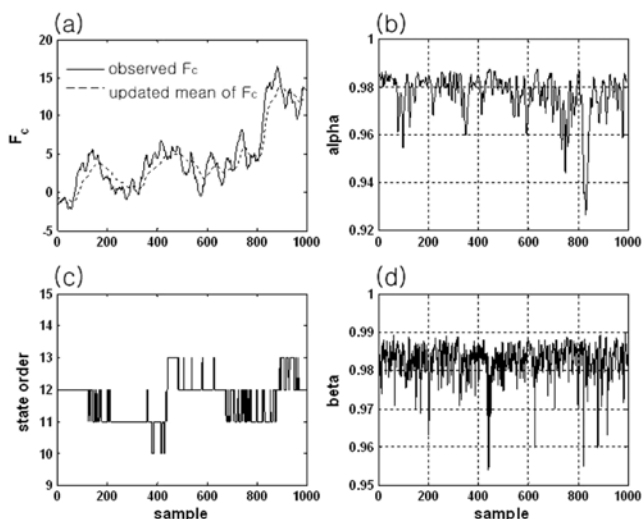 (a)
20
15
10
5
0
-5
observed Fc
updated mean of Fc
Fc
0 200 400 600 800 1000
(b)
1
0.98
0.96
0.94
0.92
alpha
0 200 400 600 800 1000
(c)
15
14
13
12
11
10
9
state order
0 200 400 600 800 1000
sample
(d)
1
0.99
0.98
0.97
0.96
0.95
beta
0 200 400 600 800 1000
sample